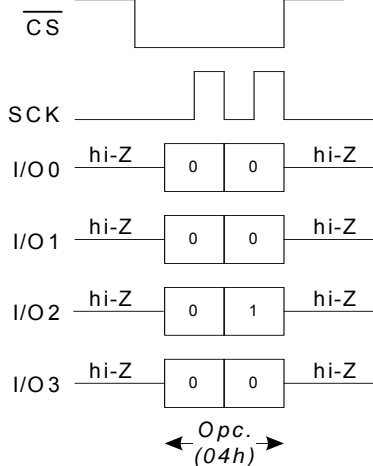 CS
SCK
I/O0 hi-Z 0 0 hi-Z
I/O1 hi-Z 0 0 hi-Z
I/O2 hi-Z 0 1 hi-Z
I/O3 hi-Z 0 0 hi-Z
Opc.
(04h)